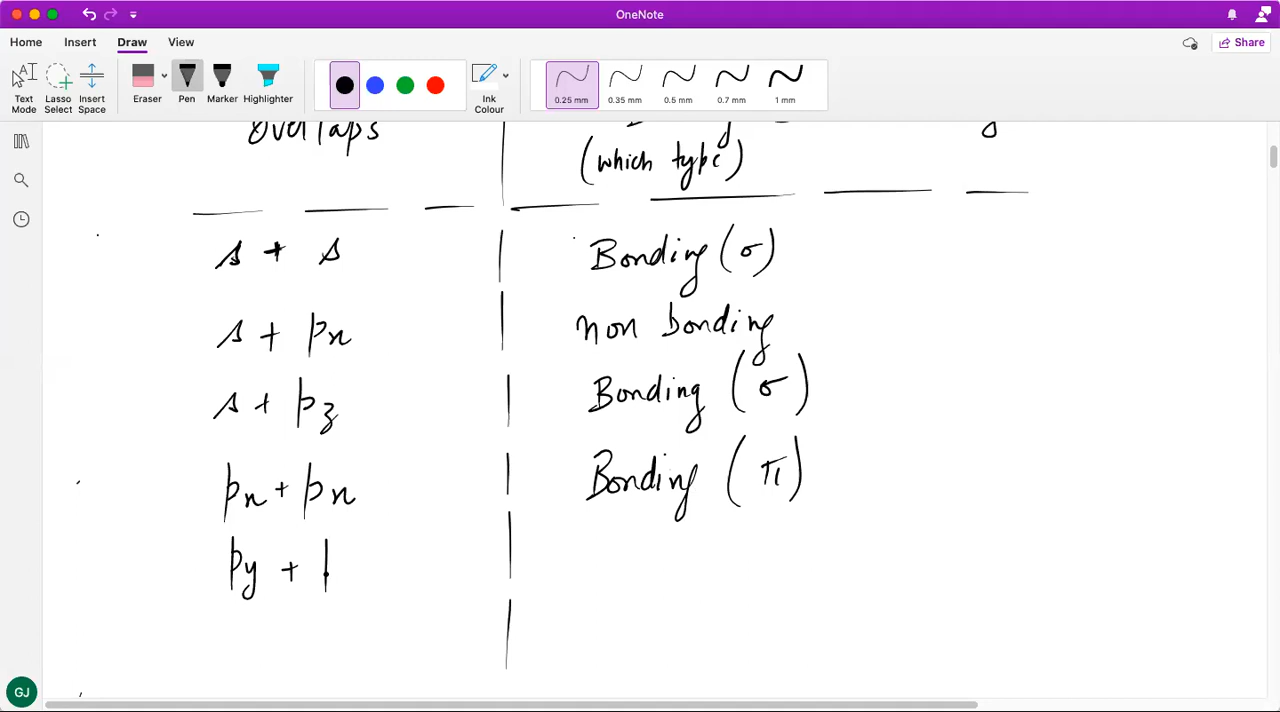 OneNote
Home Insert Draw View
Share
Text Mode
Lasso Select
Insert Space
Eraser
Pen
Marker
Highlighter
Ink Colour
0.25 mm 0.35 mm 0.5 mm 0.7 mm 1 mm
Overlaps
(which type)
s + s | Bonding (σ)
s + px | non bonding
s + pz | Bonding (σ)
px + px | Bonding (π)
py +
GJ